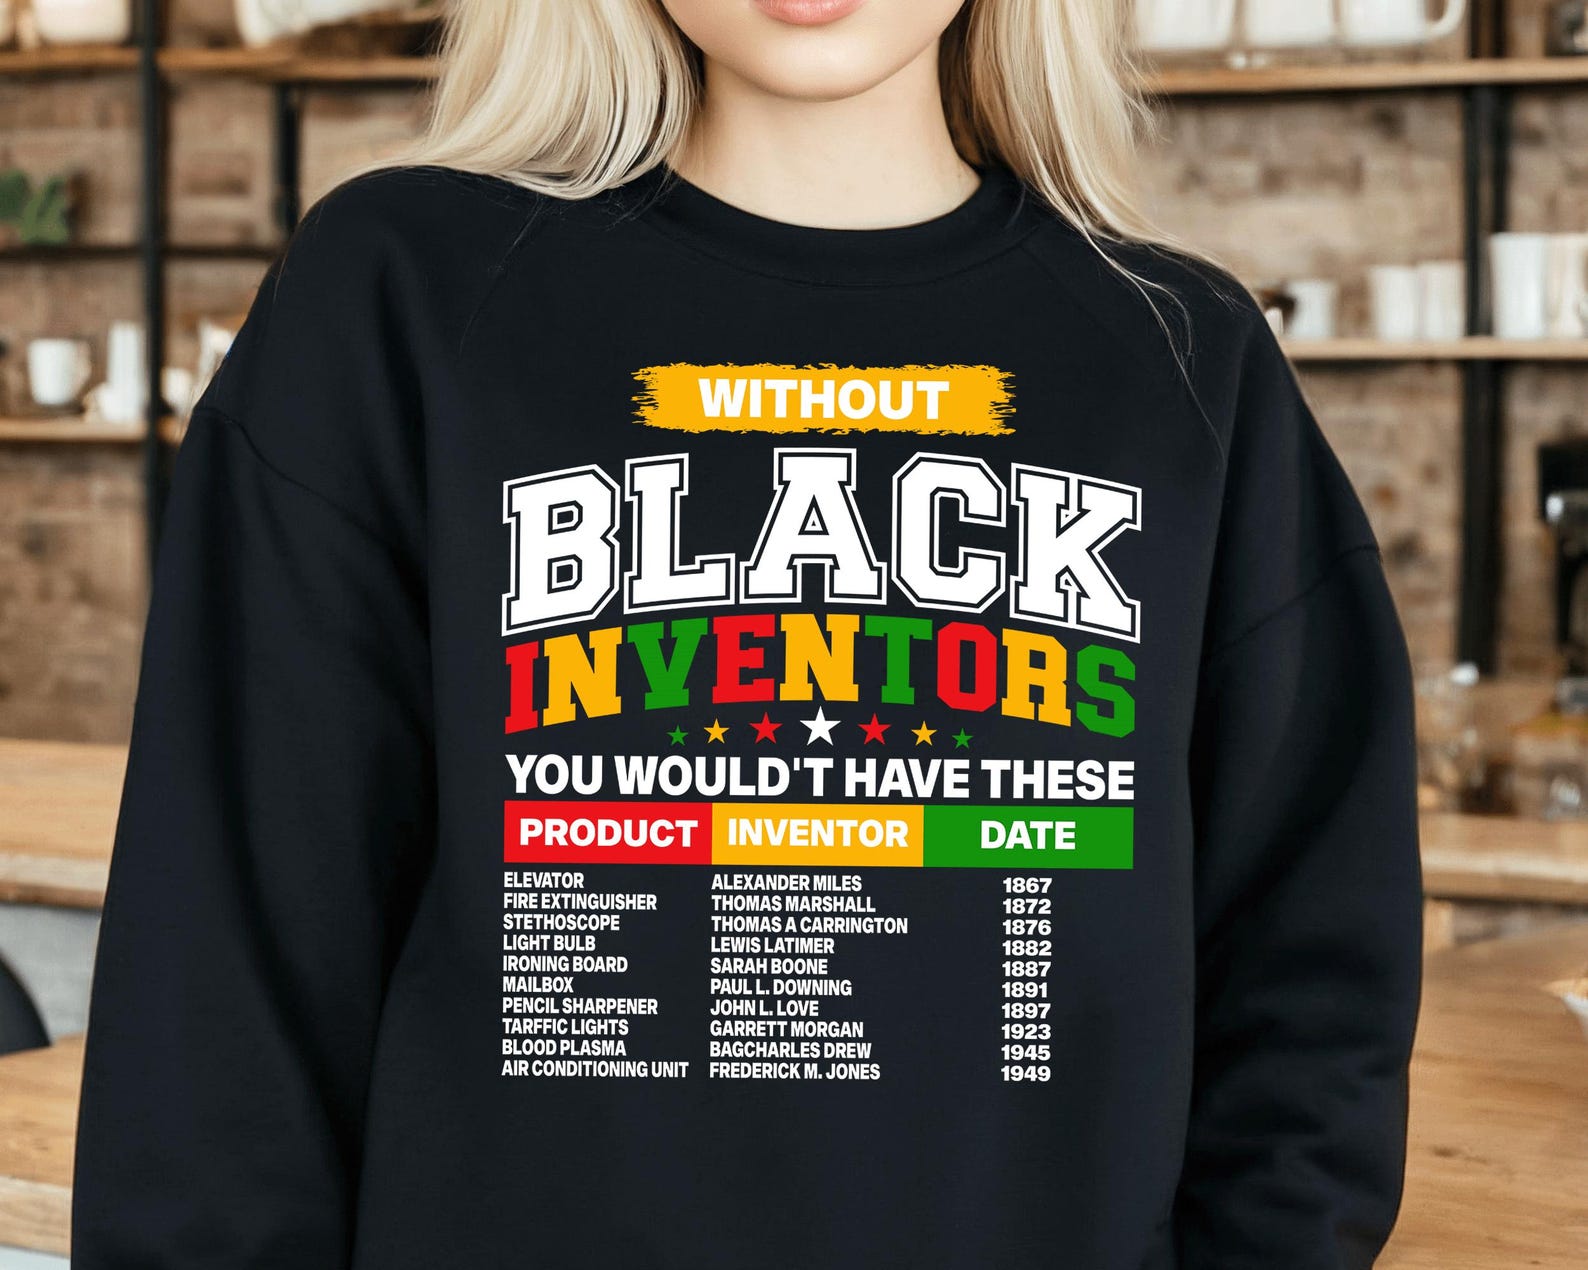 WITHOUT
BLACK
INVENTORS
YOU WOULD'T HAVE THESE
PRODUCT INVENTOR DATE
ELEVATOR ALEXANDER MILES 1867
FIRE EXTINGUISHER THOMAS MARSHALL 1872
STETHOSCOPE THOMAS A CARRINGTON 1876
LIGHT BULB LEWIS LATIMER 1882
IRONING BOARD SARAH BOONE 1887
MAILBOX PAUL L. DOWNING 1891
PENCIL SHARPENER JOHN L. LOVE 1897
TARFFIC LIGHTS GARRETT MORGAN 1923
BLOOD PLASMA BAGCHARLES DREW 1945
AIR CONDITIONING UNIT FREDERICK M. JONES 1949